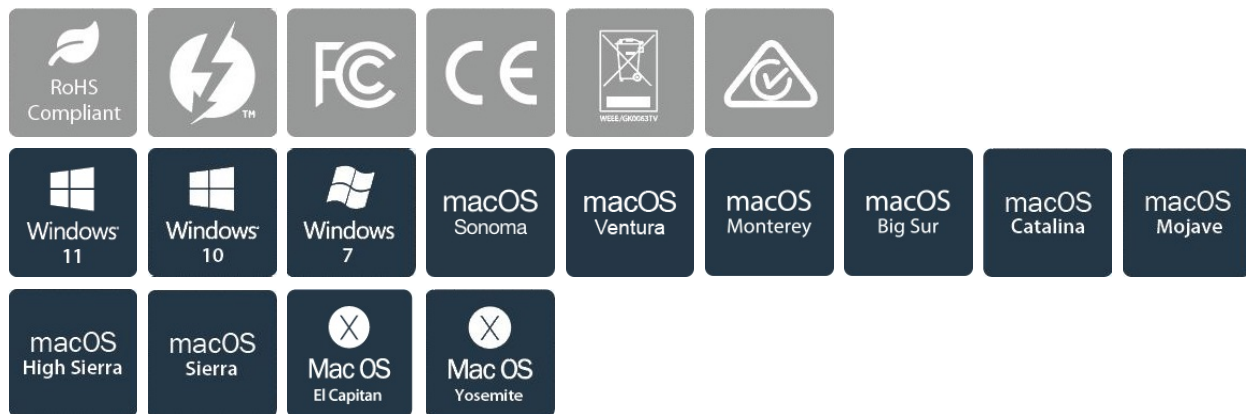 RoHS
Compliant
TM
FC
CE
WEEE/GK0063TV
Windows
11
Windows
10
Windows
7
macOS
Sonoma
macOS
Ventura
macOS
Monterey
macOS
Big Sur
macOS
Catalina
macOS
Mojave
macOS
High Sierra
macOS
Sierra
X
Mac OS
El Capitan
X
Mac OS
Yosemite